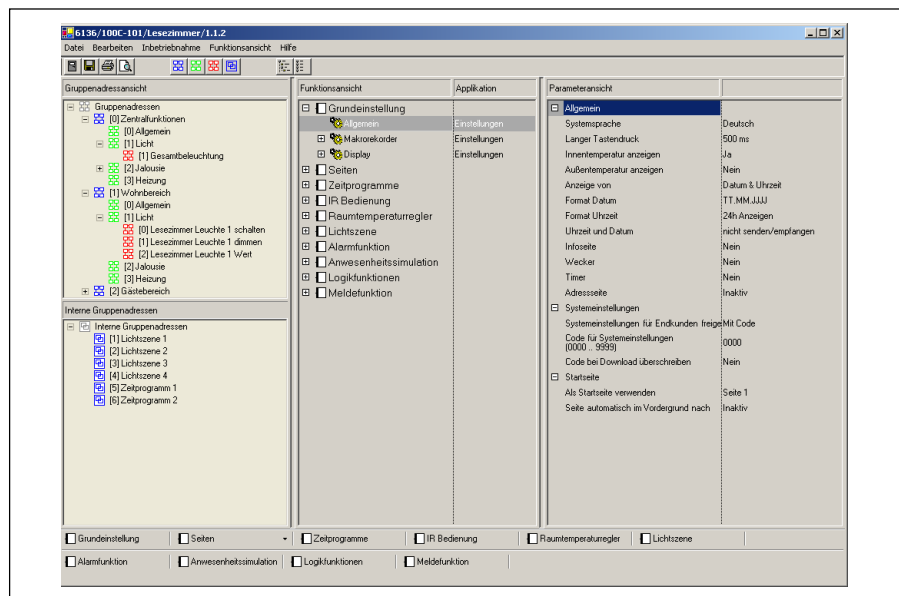 6136/100C-101/Lesezimmer/1.1.2
Datei Bearbeiten Inbetriebnahme Funktionsansicht Hilfe
Gruppenadressansicht
Gruppenadressen
[0] Zentralfunktionen
[0] Allgemein
[1] Licht
[1] Gesamtbeleuchtung
[2] Jalousie
[3] Heizung
[1] Wohnbereich
[0] Allgemein
[1] Licht
[0] Lesezimmer Leuchte 1 schalten
[1] Lesezimmer Leuchte 1 dimmen
[2] Lesezimmer Leuchte 1 Wert
[2] Jalousie
[3] Heizung
[2] Gästebereich
Interne Gruppenadressen
Interne Gruppenadressen
[1] Lichtszene 1
[2] Lichtszene 2
[3] Lichtszene 3
[4] Lichtszene 4
[5] Zeitprogramm 1
[6] Zeitprogramm 2
Funktionsansicht Applikation
Grundeinstellung
Allgemein Einstellungen
Makrorekorder Einstellungen
Display Einstellungen
Seiten
Zeitprogramme
IR Bedienung
Raumtemperaturregler
Lichtszene
Alarmfunktion
Anwesenheitssimulation
Logikfunktionen
Meldefunktion
Parameteransicht
Allgemein
Systemsprache Deutsch
Langer Tastendruck 500 ms
Innentemperatur anzeigen Ja
Außentemperatur anzeigen Nein
Anzeige von Datum & Uhrzeit
Format Datum TT.MM.JJJJ
Format Uhrzeit 24h Anzeigen
Uhrzeit und Datum nicht senden/empfangen
Infoseite Nein
Wecker Nein
Timer Nein
Adressseite Inaktiv
Systemeinstellungen
Systemeinstellungen für Endkunden freige Mit Code
Code für Systemeinstellungen
(0000 .. 9999) 0000
Code bei Download überschreiben Nein
Startseite
Als Startseite verwenden Seite 1
Seite automatisch im Vordergrund nach Inaktiv
Grundeinstellung Seiten Zeitprogramme IR Bedienung Raumtemperaturregler Lichtszene
Alarmfunktion Anwesenheitssimulation Logikfunktionen Meldefunktion